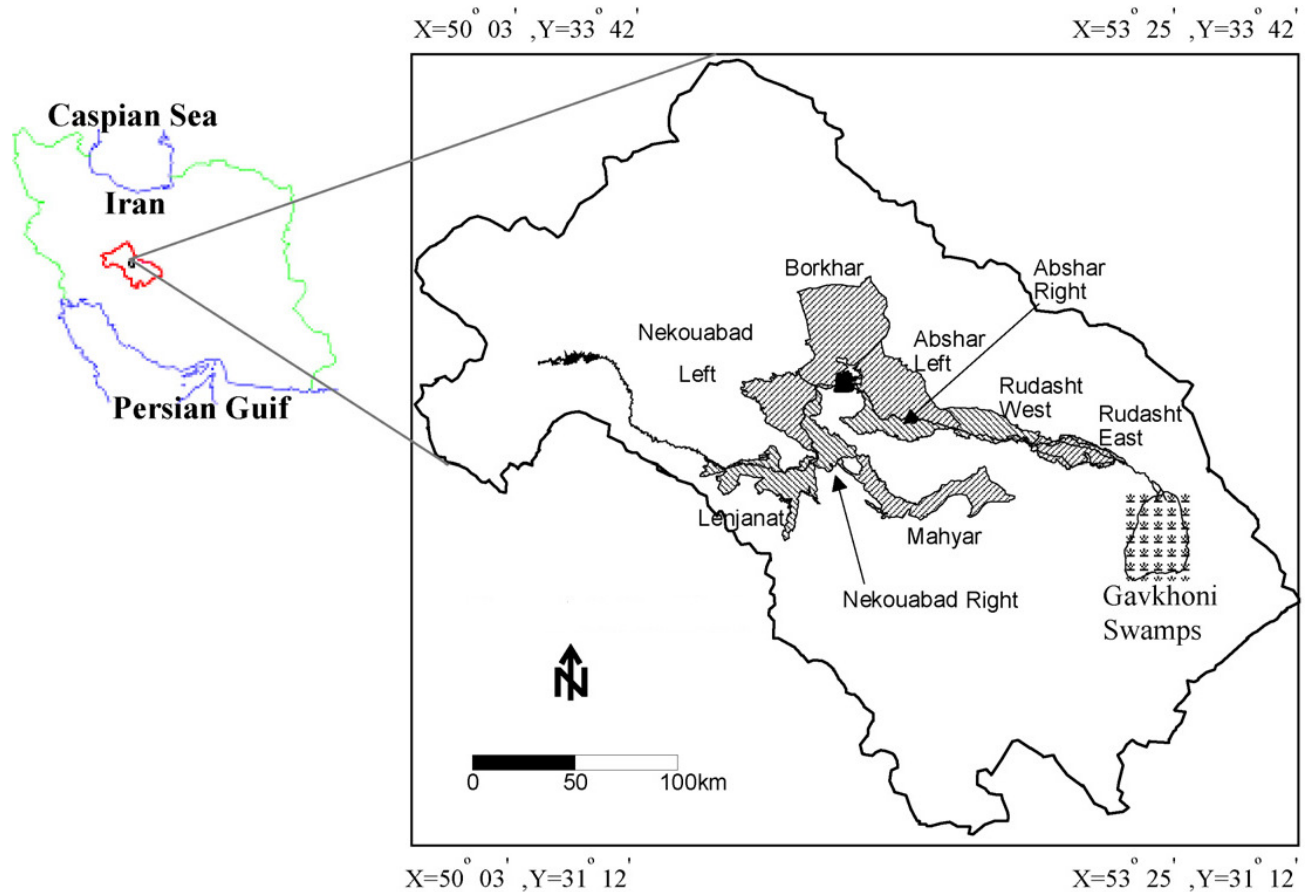 X=50° 03' ,Y=33° 42'
X=53° 25' ,Y=33° 42'
Caspian Sea
Iran
Persian Guif
Borkhar
Abshar
Right
Nekouabad
Left
Abshar
Left
Rudasht
West
Rudasht
East
Lenjanat
Mahyar
Nekouabad Right
Gavkhoni
Swamps
N
0 50 100km
X=50° 03' ,Y=31° 12'
X=53° 25' ,Y=31° 12'